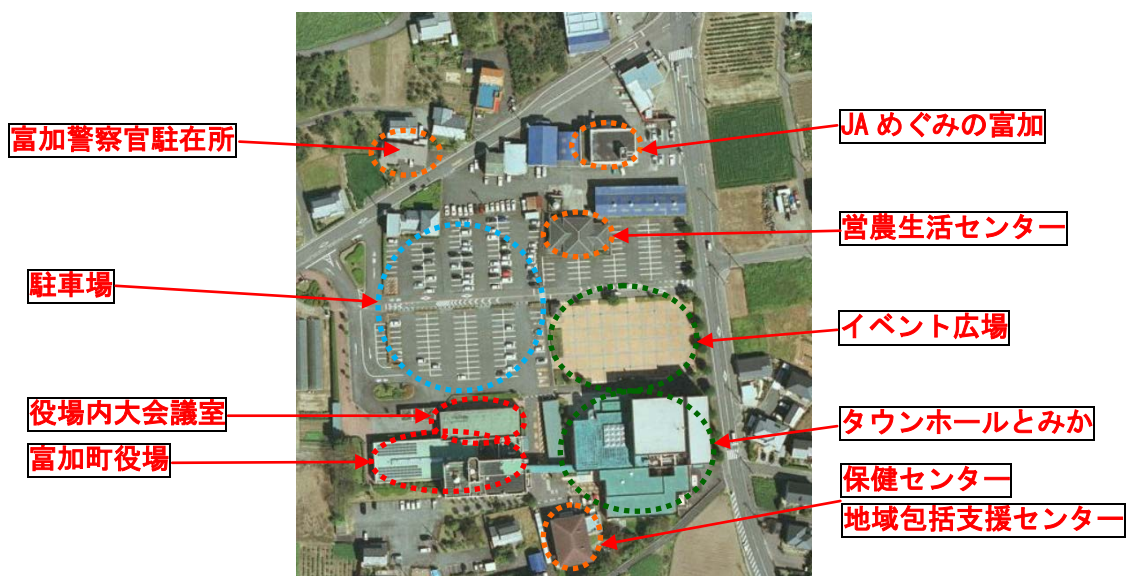 富加警察官駐在所
駐車場
役場内大会議室
富加町役場
JAめぐみの富加
営農生活センター
イベント広場
タウンホールとみか
保健センター
地域包括支援センター